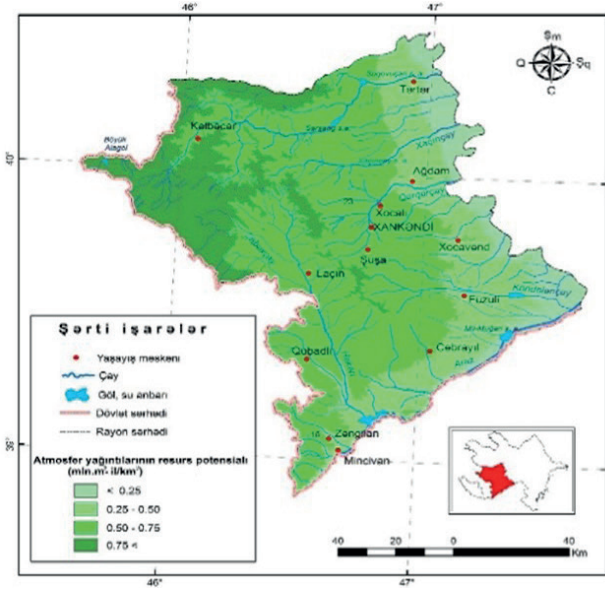 46°
47°
Şm
Q
Şq
C
40°
Böyük Alagöl
Kəlbəcər
Tərtər
Ağdam
Xocalı
XANKƏNDİ
Şuşa
Xocavənd
Laçın
Füzuli
Cəbrayıl
Qubadlı
Zəngilan
Mincivan
Şərti işarələr
Yaşayış məskəni
Çay
Göl, su anbarı
Dövlət sərhədi
Rayon sərhədi
Atmosfer yağıntılarının resurs potensialı
(mln.m³- il/km²)
< 0.25
0.25 - 0.50
0.50 - 0.75
0.75 <
39°
40 20 0 40
Km
46°
47°